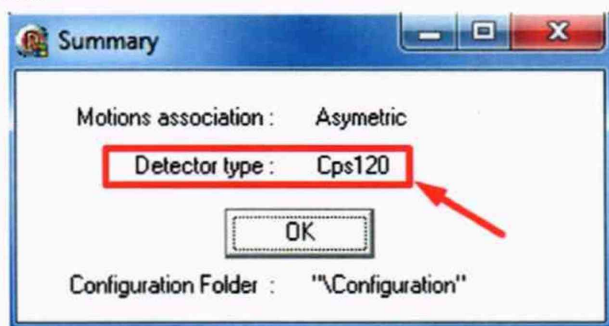 Summary
Motions association : Asymetric
Detector type : Cps120
OK
Configuration Folder : "\Configuration"